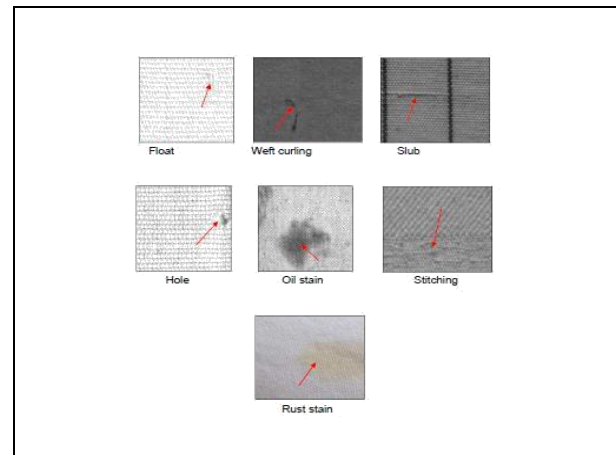 Float
Weft curling
Slub
Hole
Oil stain
Stitching
Rust stain